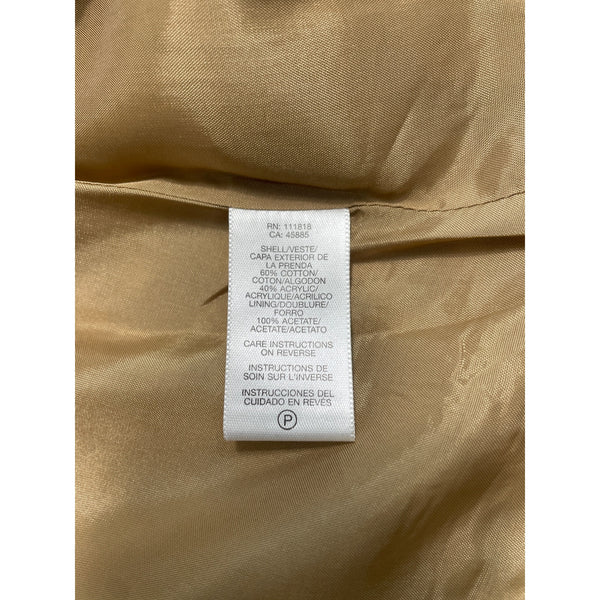 RN: 111818
CA: 45885
SHELL/VESTE/
CAPA EXTERIOR DE
LA PRENDA
60% COTTON/
COTON/ALGODON
40% ACRYLIC/
ACRYLIQUE/ACRILICO
LINING/DOUBLURE/
FORRO
100% ACETATE/
ACETATE/ACETATO
CARE INSTRUCTIONS
ON REVERSE
INSTRUCTIONS DE
SOIN SUR L'INVERSE
INSTRUCCIONES DEL
CUIDADO EN REVÉS
P